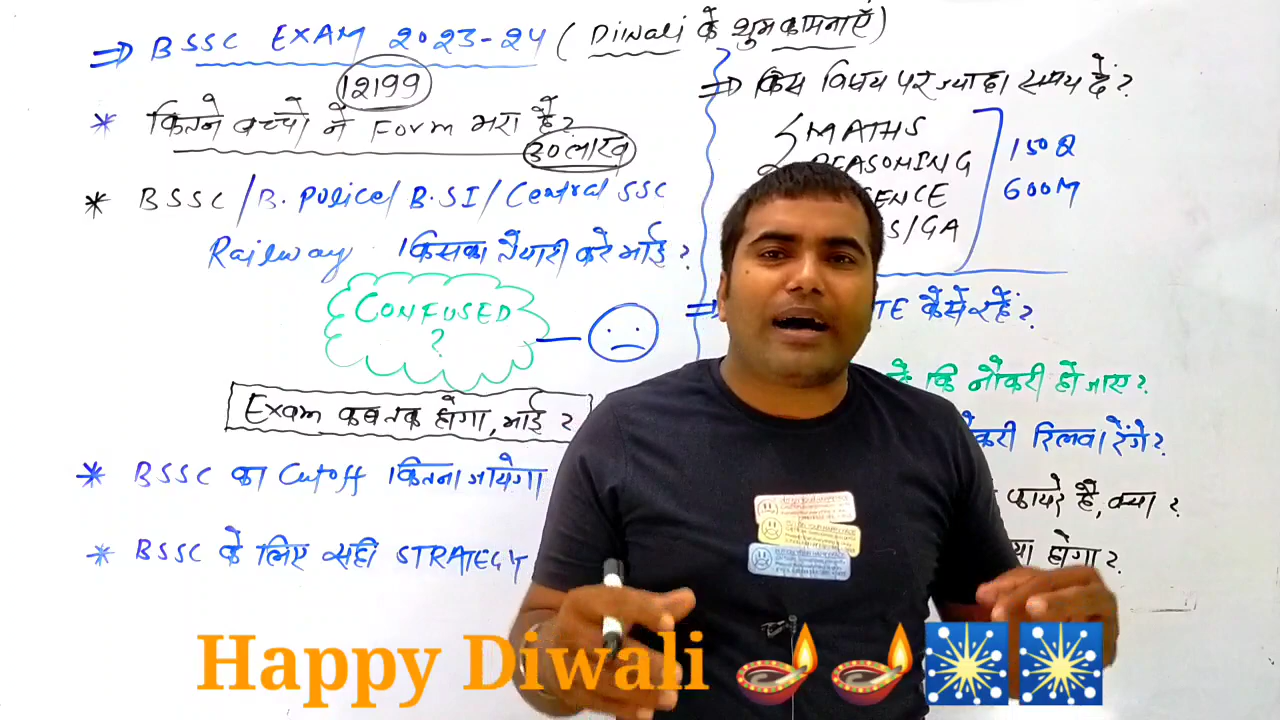 ⇒ BSSC EXAM 2023-24 (Diwali के शुभकामनाएँ)
12199
* कितने बच्चो ने Form भरा है?
30 लाख
* BSSC/B. Police/B.SI/Central SSC
Railway किसका तैयारी करे भाई?
CONFUSED
?
Exam कब तक होगा, भाई?
* BSSC का Cutoff कितना जायेगा
* BSSC के लिए सही STRATEGY
⇒ किस विषय पर ज्यादा समय दें?
MATHS
REASONING
ENCE
S/GA
150 Q
600 M
TE कैसे रहें?
कि नौकरी हो जाए?
करी दिलवा देंगे?
है, क्या?
होगा?
Happy Diwali